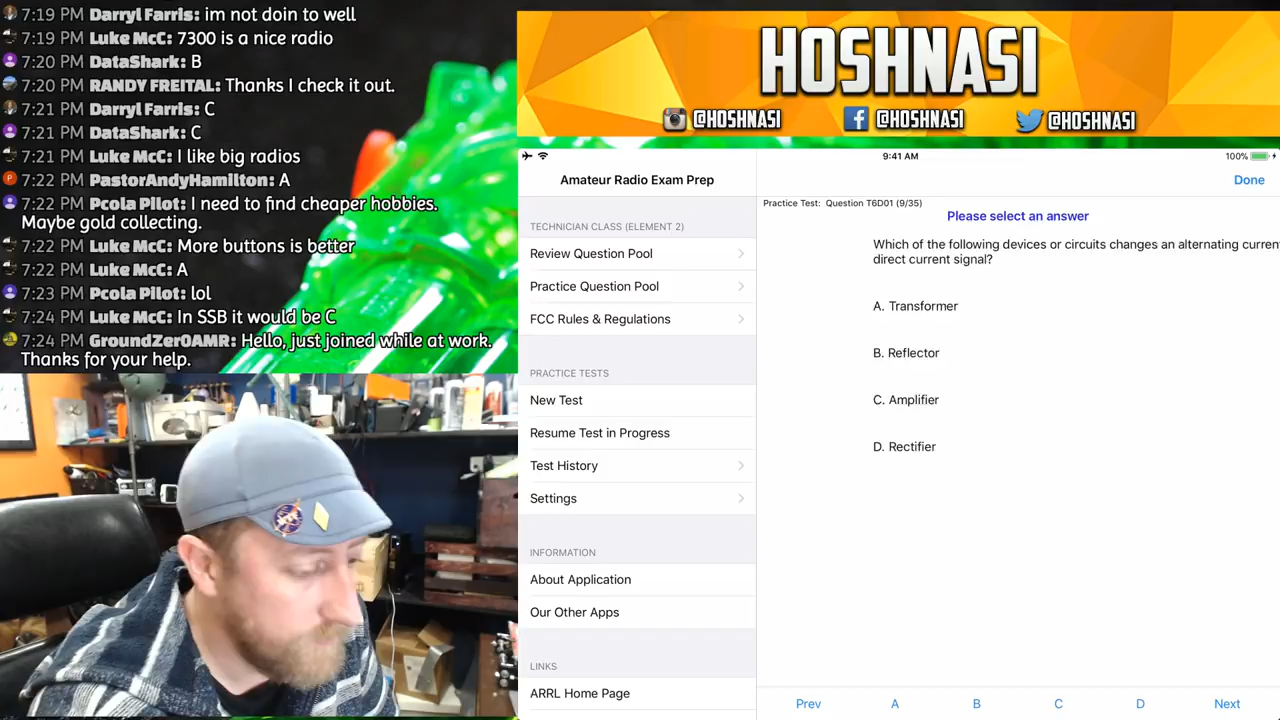 7:19 PM Darryl Farris: im not doin to well
7:19 PM Luke McC: 7300 is a nice radio
7:20 PM DataShark: B
7:20 PM RANDY FREITAL: Thanks I check it out.
7:21 PM Darryl Farris: C
7:21 PM DataShark: C
7:21 PM Luke McC: I like big radios
7:22 PM PastorAndyHamilton: A
7:22 PM Pcola Pilot: I need to find cheaper hobbies.
Maybe gold collecting.
7:22 PM Luke McC: More buttons is better
7:22 PM Luke McC: A
7:23 PM Pcola Pilot: lol
7:24 PM Luke McC: In SSB it would be C
7:24 PM GroundZer0AMR: Hello, just joined while at work.
Thanks for your help.
HOSHNASI
@HOSHNASI @HOSHNASI @HOSHNASI
9:41 AM 100%
Amateur Radio Exam Prep
TECHNICIAN CLASS (ELEMENT 2)
Review Question Pool
Practice Question Pool
FCC Rules & Regulations
PRACTICE TESTS
New Test
Resume Test in Progress
Test History
Settings
INFORMATION
About Application
Our Other Apps
LINKS
ARRL Home Page
Done
Practice Test: Question T6D01 (9/35)
Please select an answer
Which of the following devices or circuits changes an alternating curren
direct current signal?
A. Transformer
B. Reflector
C. Amplifier
D. Rectifier
Prev A B C D Next